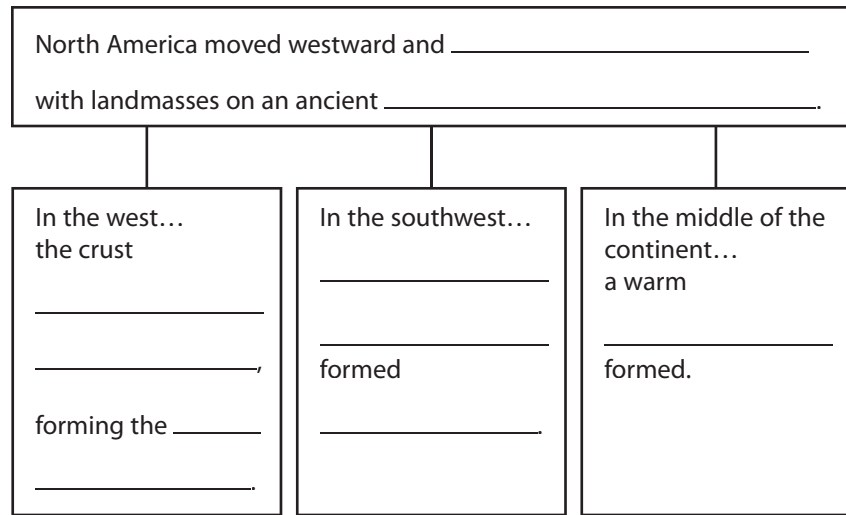 North America moved westward and
with landmasses on an ancient .
In the west…
the crust
,
forming the
.
In the southwest…
formed
.
In the middle of the
continent…
a warm
formed.